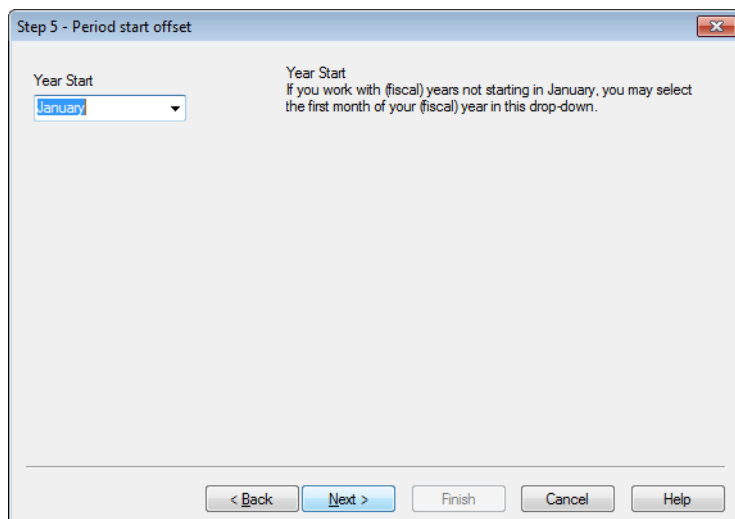 Step 5 - Period start offset
Year Start
January
Year Start
If you work with (fiscal) years not starting in January, you may select
the first month of your (fiscal) year in this drop-down.
< Back
Next >
Finish
Cancel
Help